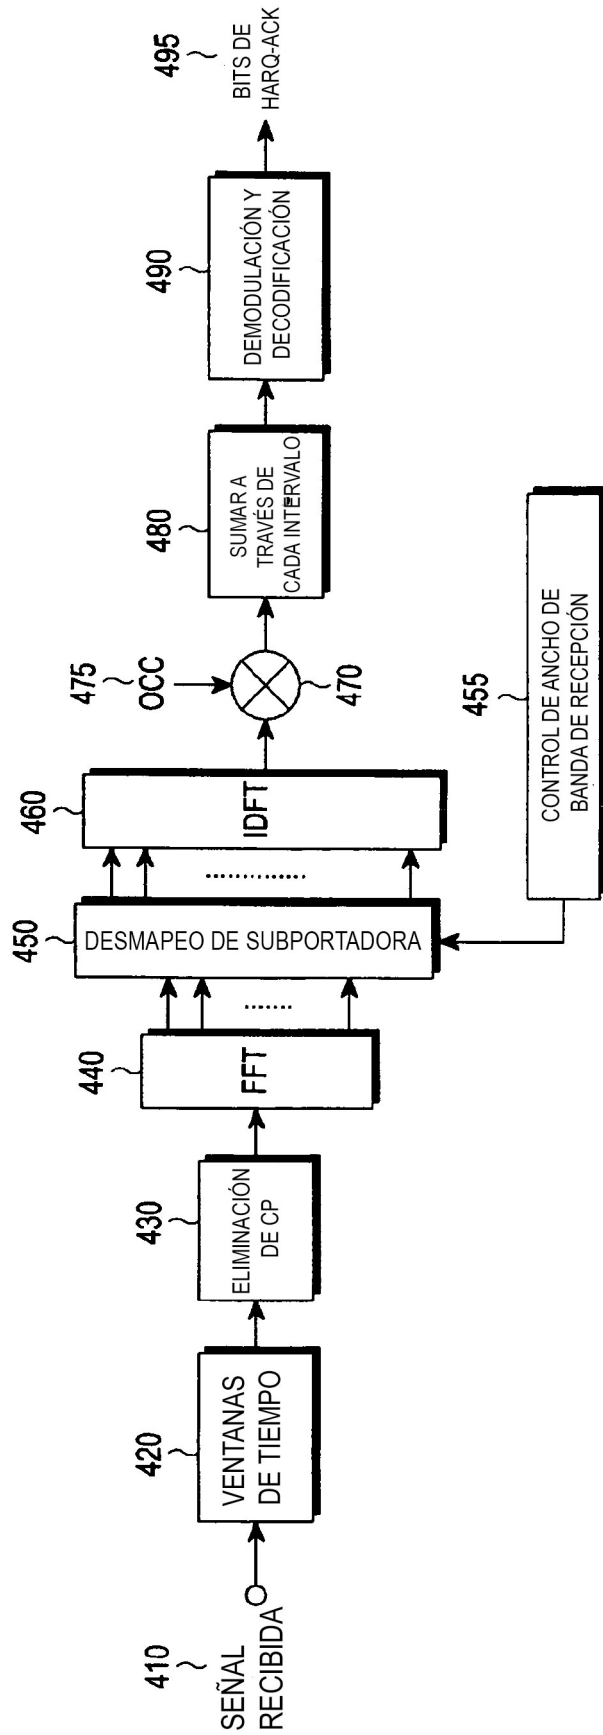 410
SEÑAL
RECIBIDA
420
VENTANAS
DE TIEMPO
430
ELIMINACIÓN
DE CP
440
FFT
450
DESMAPEO DE SUBPORTADORA
455
CONTROL DE ANCHO DE
BANDA DE RECEPCIÓN
460
IDFT
475
OCC
470
480
SUMAR A
TRAVÉS DE
CADA INTERVALO
490
DEMODULACIÓN Y
DECODIFICACIÓN
495
BITS DE
HARQ-ACK